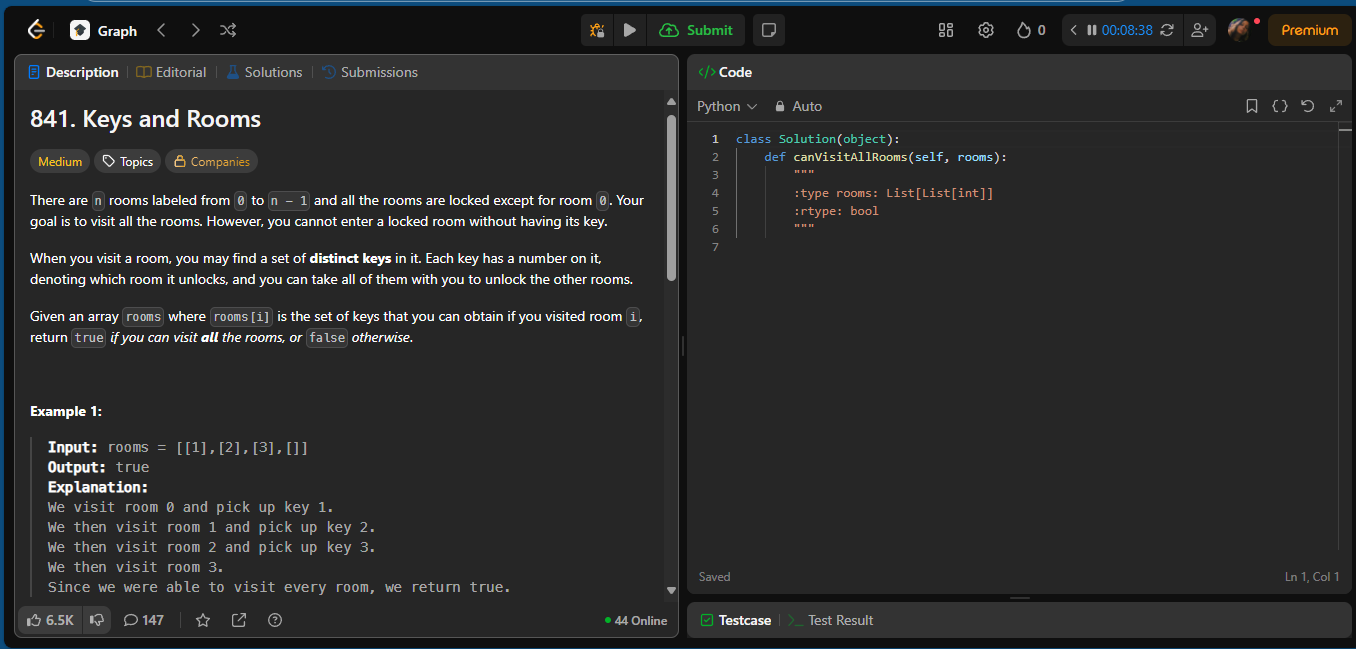 Graph
Submit
0
00:08:38
Premium
Description
Editorial
Solutions
Submissions
841. Keys and Rooms
Medium
Topics
Companies
There are n rooms labeled from 0 to n - 1 and all the rooms are locked except for room 0. Your
goal is to visit all the rooms. However, you cannot enter a locked room without having its key.
When you visit a room, you may find a set of distinct keys in it. Each key has a number on it,
denoting which room it unlocks, and you can take all of them with you to unlock the other rooms.
Given an array rooms where rooms[i] is the set of keys that you can obtain if you visited room i,
return true if you can visit all the rooms, or false otherwise.
Example 1:
Input: rooms = [[1],[2],[3],[]]
Output: true
Explanation:
We visit room 0 and pick up key 1.
We then visit room 1 and pick up key 2.
We then visit room 2 and pick up key 3.
We then visit room 3.
Since we were able to visit every room, we return true.
6.5K
147
44 Online
</> Code
Python
Auto
{}
1 class Solution(object):
2     def canVisitAllRooms(self, rooms):
3         """
4         :type rooms: List[List[int]]
5         :rtype: bool
6         """
7
Saved
Ln 1, Col 1
Testcase
>_ Test Result